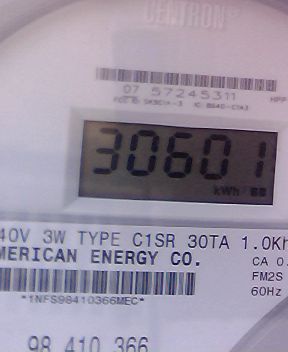 CENTRON®
07 57245311
30601
kWh
40V 3W TYPE C1SR 30TA 1.0Kh
MERICAN ENERGY CO.
CA 0.
FM2S
60Hz
*1NFS98410366MEC*
98 410 366